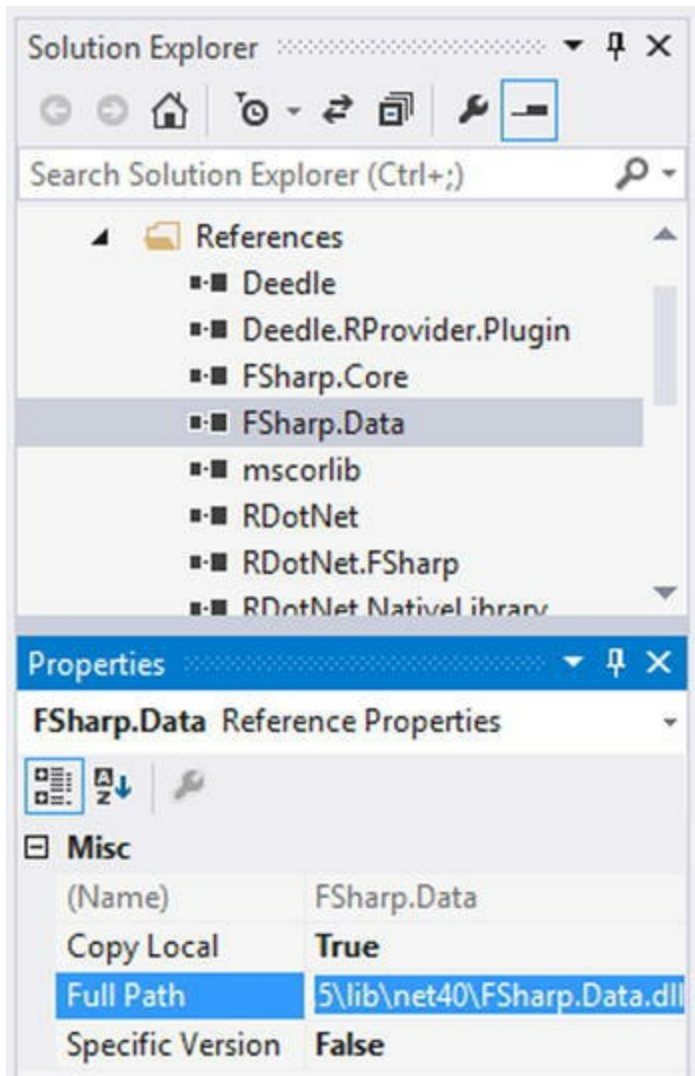 Solution Explorer
Search Solution Explorer (Ctrl+;)
References
Deedle
Deedle.RProvider.Plugin
FSharp.Core
FSharp.Data
mscorlib
RDotNet
RDotNet.FSharp
RDotNet.NativeLibrary
Properties
FSharp.Data Reference Properties
Misc
(Name) FSharp.Data
Copy Local True
Full Path 5\lib\net40\FSharp.Data.dll
Specific Version False